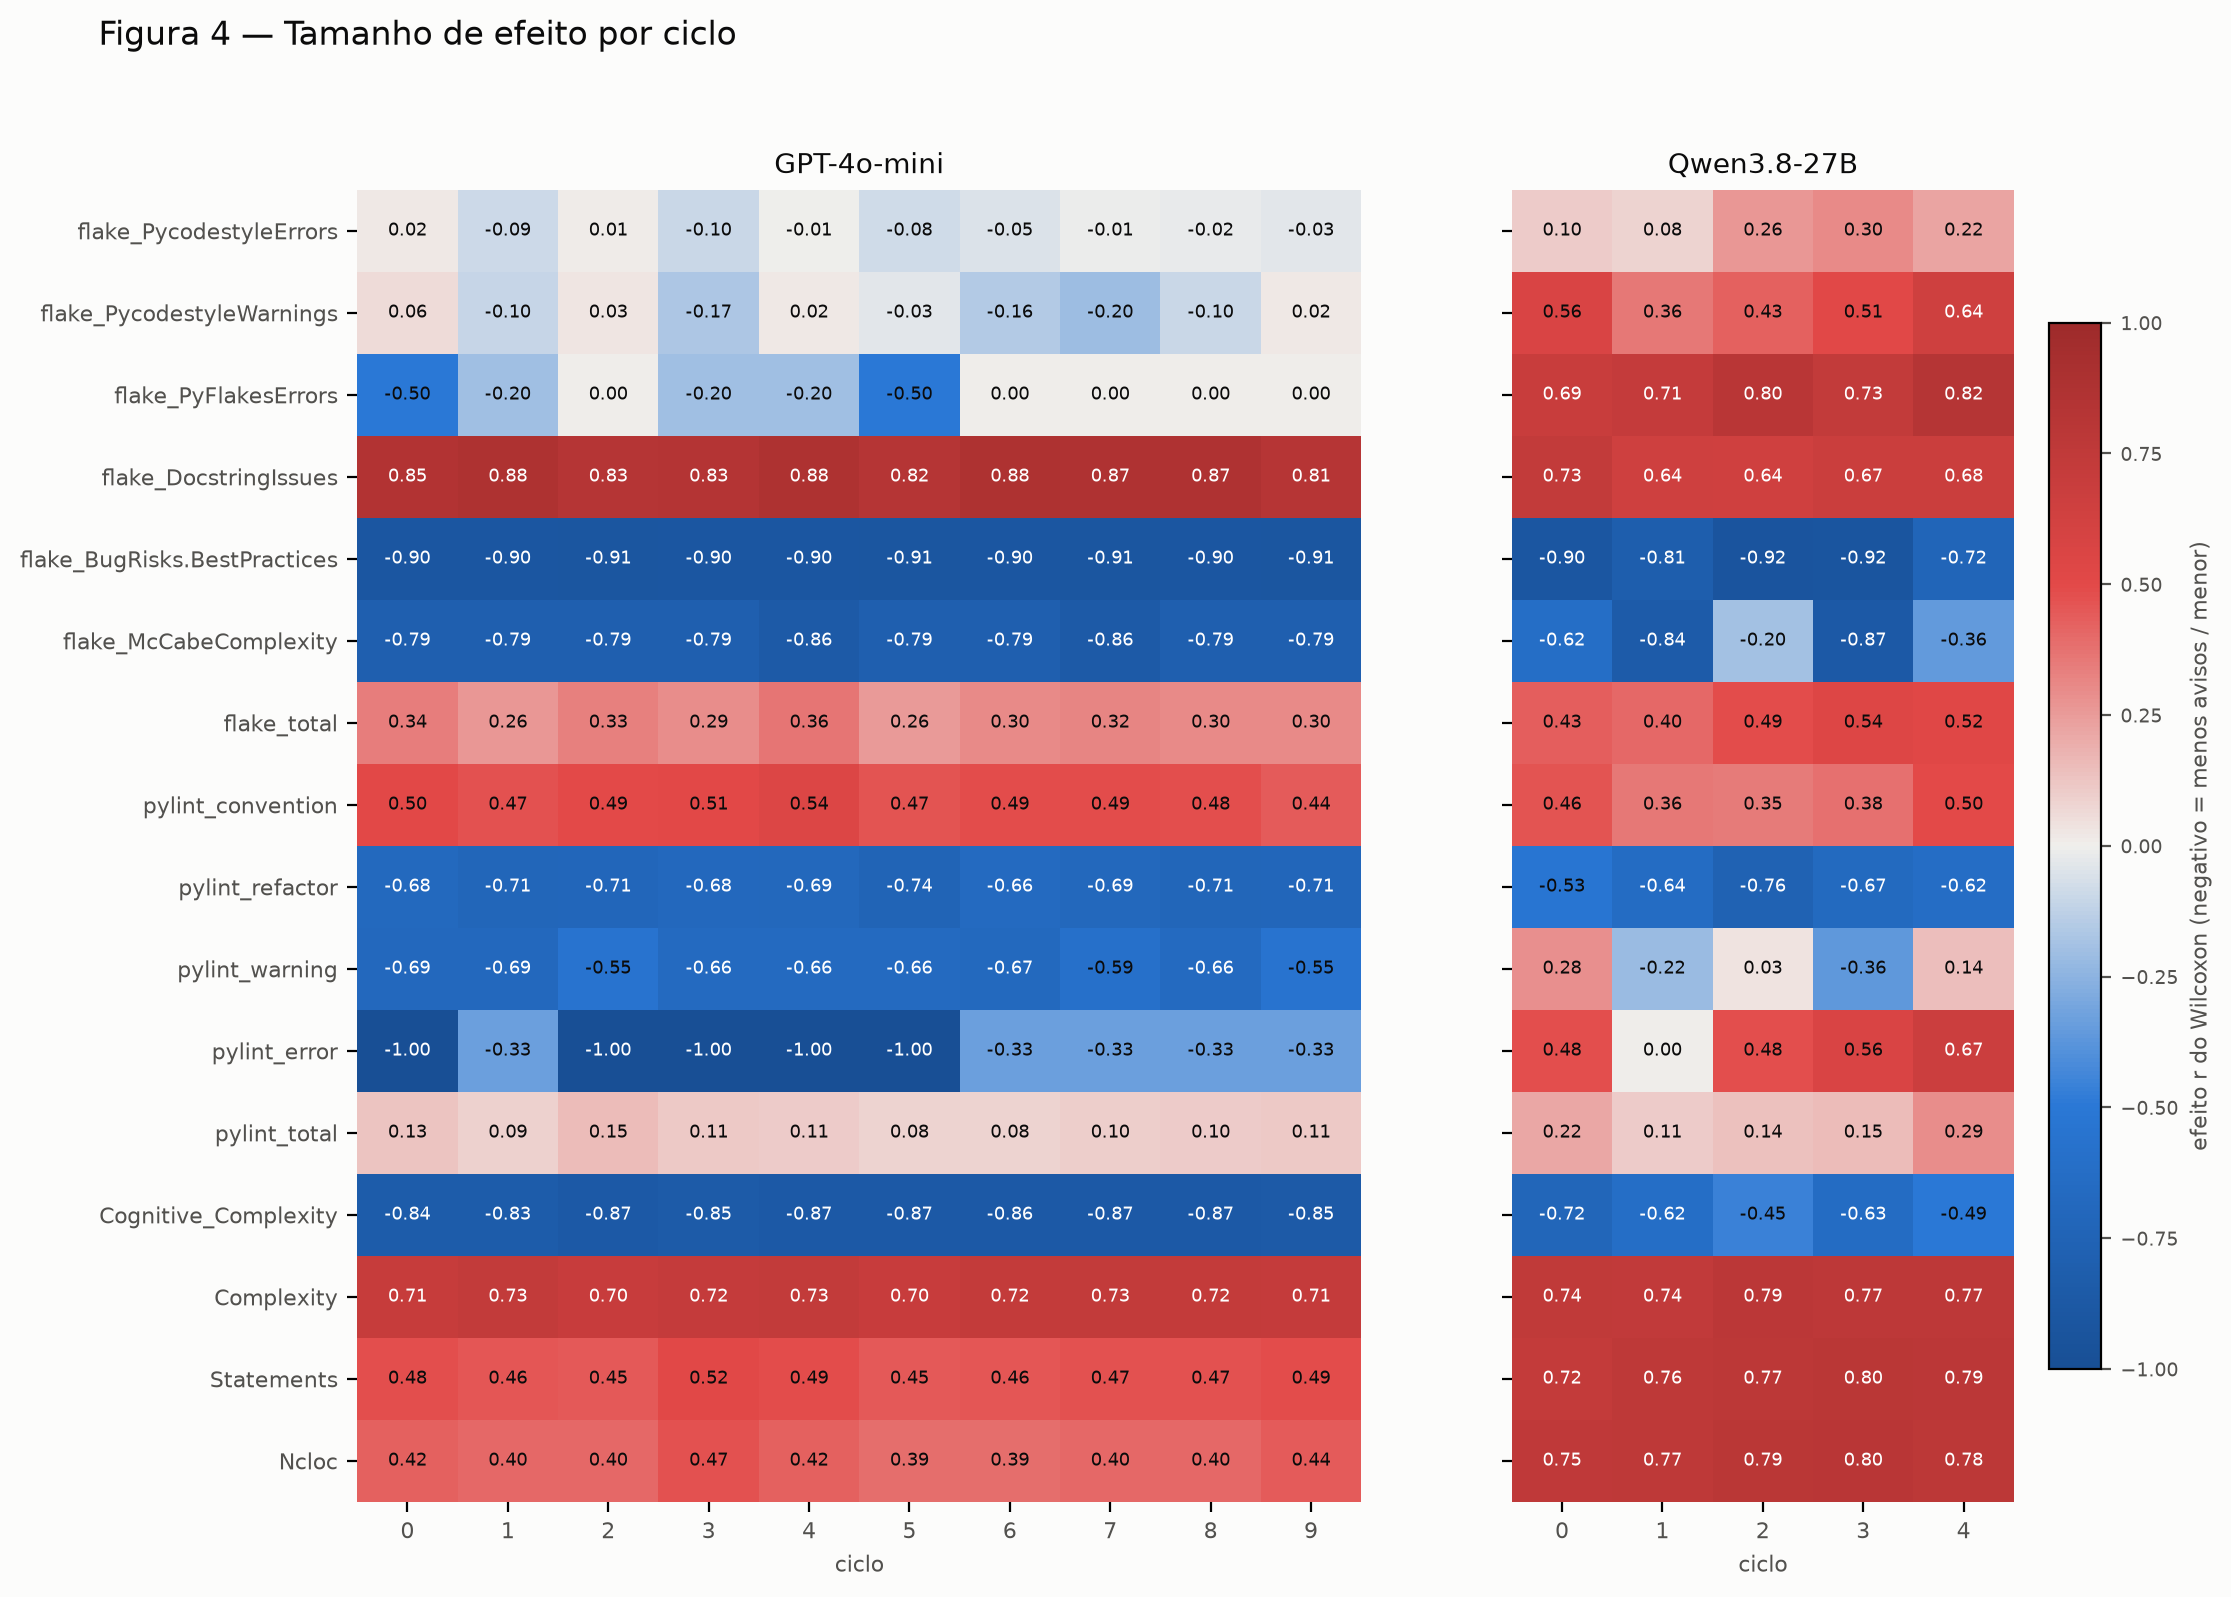 Figura 4 — Tamanho de efeito por ciclo
GPT-4o-mini
Qwen3.8-27B
flake_PycodestyleErrors 0.02 -0.09 0.01 -0.10 -0.01 -0.08 -0.05 -0.01 -0.02 -0.03 0.10 0.08 0.26 0.30 0.22
flake_PycodestyleWarnings 0.06 -0.10 0.03 -0.17 0.02 -0.03 -0.16 -0.20 -0.10 0.02 0.56 0.36 0.43 0.51 0.64
flake_PyFlakesErrors -0.50 -0.20 0.00 -0.20 -0.20 -0.50 0.00 0.00 0.00 0.00 0.69 0.71 0.80 0.73 0.82
flake_DocstringIssues 0.85 0.88 0.83 0.83 0.88 0.82 0.88 0.87 0.87 0.81 0.73 0.64 0.64 0.67 0.68
flake_BugRisks.BestPractices -0.90 -0.90 -0.91 -0.90 -0.90 -0.91 -0.90 -0.91 -0.90 -0.91 -0.90 -0.81 -0.92 -0.92 -0.72
flake_McCabeComplexity -0.79 -0.79 -0.79 -0.79 -0.86 -0.79 -0.79 -0.86 -0.79 -0.79 -0.62 -0.84 -0.20 -0.87 -0.36
flake_total 0.34 0.26 0.33 0.29 0.36 0.26 0.30 0.32 0.30 0.30 0.43 0.40 0.49 0.54 0.52
pylint_convention 0.50 0.47 0.49 0.51 0.54 0.47 0.49 0.49 0.48 0.44 0.46 0.36 0.35 0.38 0.50
pylint_refactor -0.68 -0.71 -0.71 -0.68 -0.69 -0.74 -0.66 -0.69 -0.71 -0.71 -0.53 -0.64 -0.76 -0.67 -0.62
pylint_warning -0.69 -0.69 -0.55 -0.66 -0.66 -0.66 -0.67 -0.59 -0.66 -0.55 0.28 -0.22 0.03 -0.36 0.14
pylint_error -1.00 -0.33 -1.00 -1.00 -1.00 -1.00 -0.33 -0.33 -0.33 -0.33 0.48 0.00 0.48 0.56 0.67
pylint_total 0.13 0.09 0.15 0.11 0.11 0.08 0.08 0.10 0.10 0.11 0.22 0.11 0.14 0.15 0.29
Cognitive_Complexity -0.84 -0.83 -0.87 -0.85 -0.87 -0.87 -0.86 -0.87 -0.87 -0.85 -0.72 -0.62 -0.45 -0.63 -0.49
Complexity 0.71 0.73 0.70 0.72 0.73 0.70 0.72 0.73 0.72 0.71 0.74 0.74 0.79 0.77 0.77
Statements 0.48 0.46 0.45 0.52 0.49 0.45 0.46 0.47 0.47 0.49 0.72 0.76 0.77 0.80 0.79
Ncloc 0.42 0.40 0.40 0.47 0.42 0.39 0.39 0.40 0.40 0.44 0.75 0.77 0.79 0.80 0.78
0 1 2 3 4 5 6 7 8 9
ciclo
0 1 2 3 4
ciclo
1.00
0.75
0.50
0.25
0.00
−0.25
−0.50
−0.75
−1.00
efeito r do Wilcoxon (negativo = menos avisos / menor)